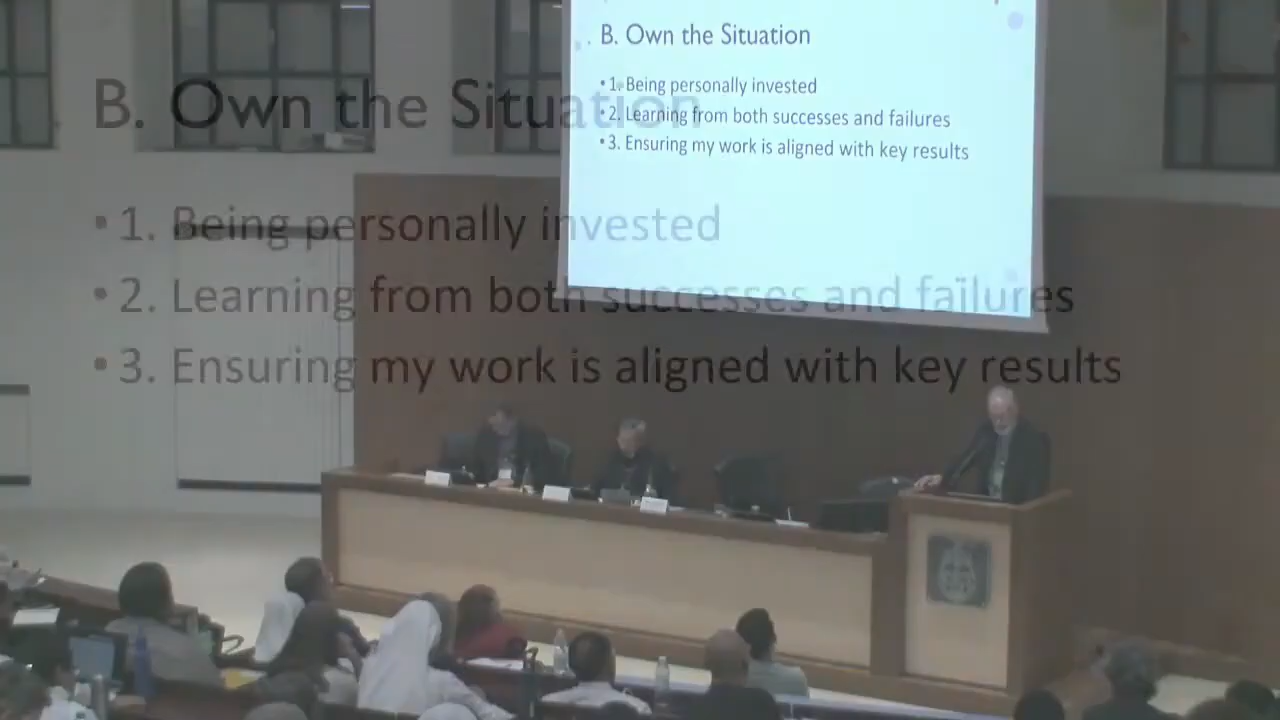 B. Own the Situation
• 1. Being personally invested
• 2. Learning from both successes and failures
• 3. Ensuring my work is aligned with key results
B. Own the Situation
• 1. Being personally invested
• 2. Learning from both successes and failures
• 3. Ensuring my work is aligned with key results